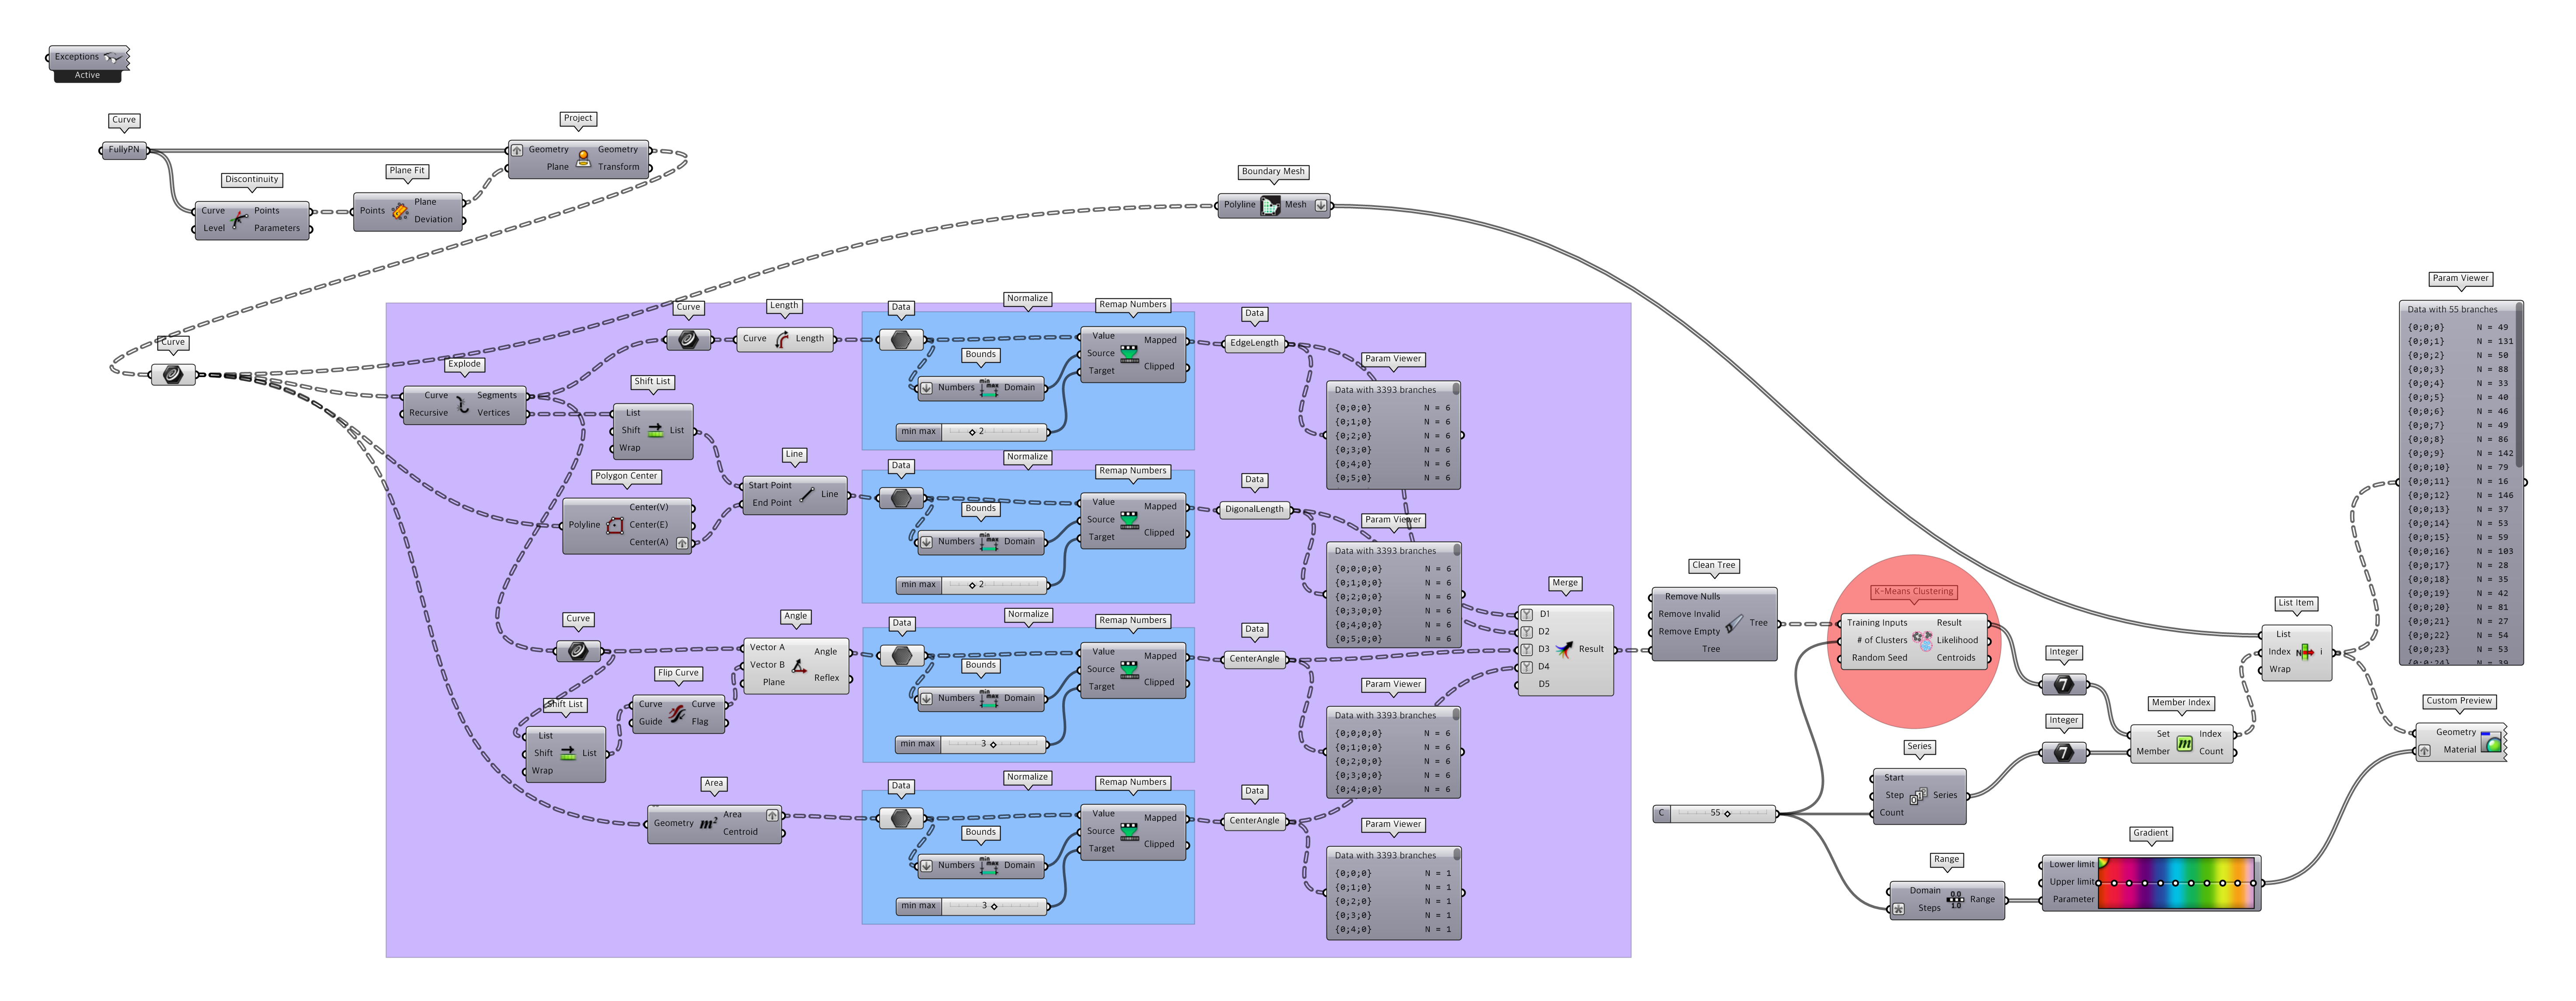 Exceptions
Active
Curve
FullyPN
Discontinuity
Curve Points
Level Parameters
Plane Fit
Points Plane
Deviation
Project
Geometry Geometry
Plane Transform
Boundary Mesh
Polyline Mesh
Curve
Explode
Curve Segments
Recursive Vertices
Curve
Length
Curve Length
Shift List
List
Shift List
Wrap
Polygon Center
Center(V)
Polyline Center(E)
Center(A)
Line
Start Point Line
End Point
Curve
Shift List
List
Shift List
Wrap
Flip Curve
Curve Curve
Guide Flag
Angle
Vector A Angle
Vector B
Plane Reflex
Area
Geometry m² Area
Centroid
Data
Normalize
Remap Numbers
Value Mapped
Source
Target Clipped
Bounds
Numbers min max Domain
min max 2
Data
EdgeLength
Param Viewer
Data with 3393 branches
{0;0;0} N = 6
{0;1;0} N = 6
{0;2;0} N = 6
{0;3;0} N = 6
{0;4;0} N = 6
{0;5;0} N = 6
Data
Normalize
Remap Numbers
Value Mapped
Source
Target Clipped
Bounds
Numbers min max Domain
min max 2
Data
DigonalLength
Param Viewer
Data with 3393 branches
{0;0;0;0} N = 6
{0;1;0;0} N = 6
{0;2;0;0} N = 6
{0;3;0;0} N = 6
{0;4;0;0} N = 6
{0;5;0;0} N = 6
Data
Normalize
Remap Numbers
Value Mapped
Source
Target Clipped
Bounds
Numbers min max Domain
min max 3
Data
CenterAngle
Param Viewer
Data with 3393 branches
{0;0;0;0} N = 6
{0;1;0;0} N = 6
{0;2;0;0} N = 6
{0;3;0;0} N = 6
{0;4;0;0} N = 6
Data
Normalize
Remap Numbers
Value Mapped
Source
Target Clipped
Bounds
Numbers min max Domain
min max 3
Data
CenterAngle
Param Viewer
Data with 3393 branches
{0;0;0} N = 1
{0;1;0} N = 1
{0;2;0} N = 1
{0;3;0} N = 1
{0;4;0} N = 1
Merge
D1
D2
D3 Result
D4
D5
Clean Tree
Remove Nulls
Remove Invalid Tree
Remove Empty
Tree
K-Means Clustering
Training Inputs Result
# of Clusters Likelihood
Random Seed Centroids
C 55
Series
Start
Step Series
Count
Range
Domain Range
Steps 0.0 1.0
Integer
7
Integer
7
Member Index
Set m Index
Member Count
Gradient
Lower limit
Upper limit
Parameter
List Item
List
Index N i
Wrap
Param Viewer
Data with 55 branches
{0;0;0} N = 49
{0;0;1} N = 131
{0;0;2} N = 50
{0;0;3} N = 88
{0;0;4} N = 33
{0;0;5} N = 40
{0;0;6} N = 46
{0;0;7} N = 49
{0;0;8} N = 86
{0;0;9} N = 142
{0;0;10} N = 79
{0;0;11} N = 16
{0;0;12} N = 146
{0;0;13} N = 37
{0;0;14} N = 53
{0;0;15} N = 59
{0;0;16} N = 103
{0;0;17} N = 28
{0;0;18} N = 35
{0;0;19} N = 42
{0;0;20} N = 81
{0;0;21} N = 27
{0;0;22} N = 54
{0;0;23} N = 53
{0;0;24} N = 39
Custom Preview
Geometry
Material